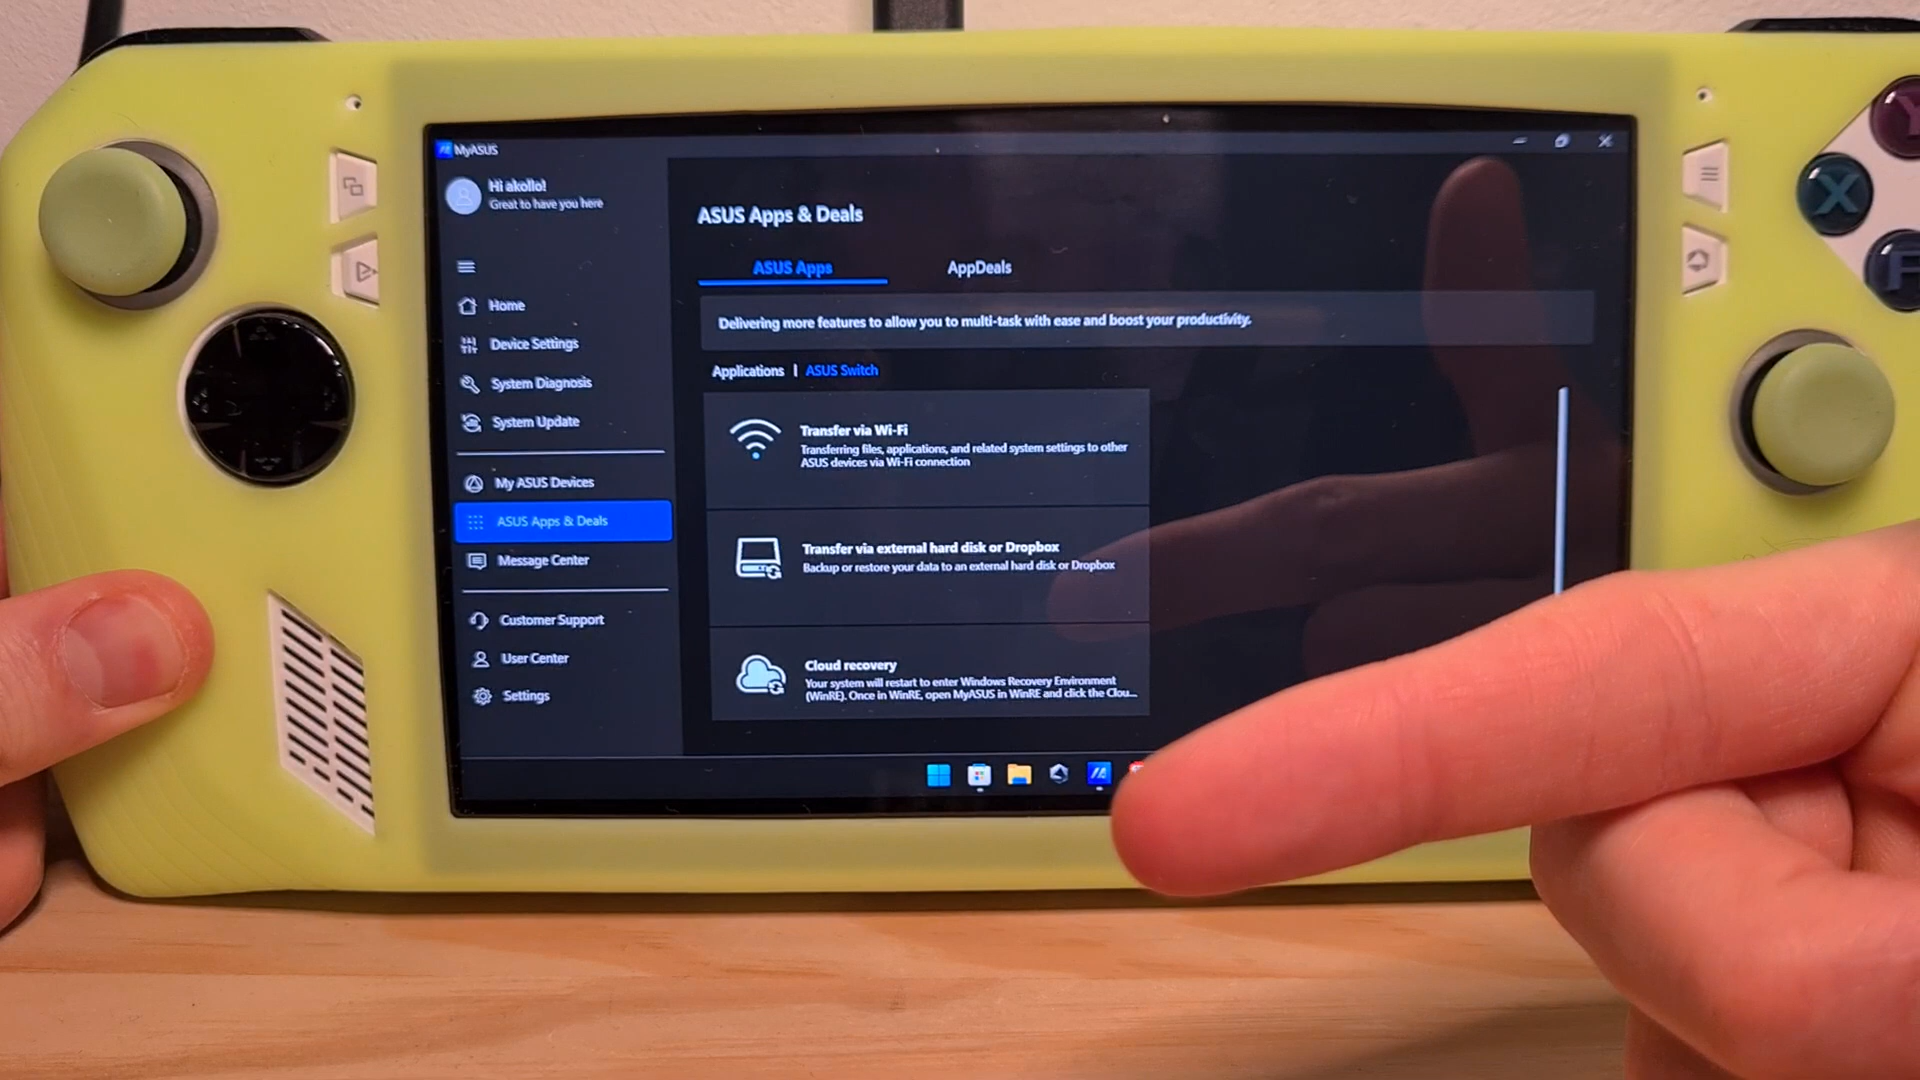 MyASUS
Hi akollo!
Great to have you here
Home
Device Settings
System Diagnosis
System Update
My ASUS Devices
ASUS Apps & Deals
Message Center
Customer Support
User Center
Settings
ASUS Apps & Deals
ASUS Apps
AppDeals
Delivering more features to allow you to multi-task with ease and boost your productivity.
Applications | ASUS Switch
Transfer via Wi-Fi
Transferring files, applications, and related system settings to other
ASUS devices via Wi-Fi connection
Transfer via external hard disk or Dropbox
Backup or restore your data to an external hard disk or Dropbox
Cloud recovery
Your system will restart to enter Windows Recovery Environment
(WinRE). Once in WinRE, open MyASUS in WinRE and click the Clou...
Y
X